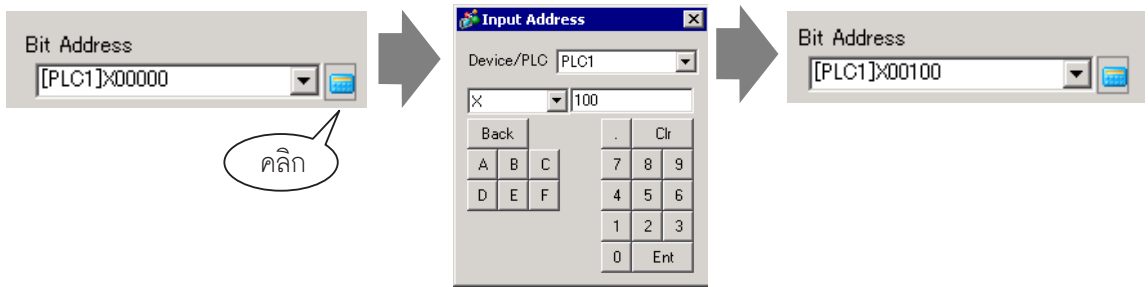 Bit Address
[PLC1]X00000
คลิก
Input Address
Device/PLC PLC1
X 100
Back . Clr
A B C 7 8 9
D E F 4 5 6
1 2 3
0 Ent
Bit Address
[PLC1]X00100